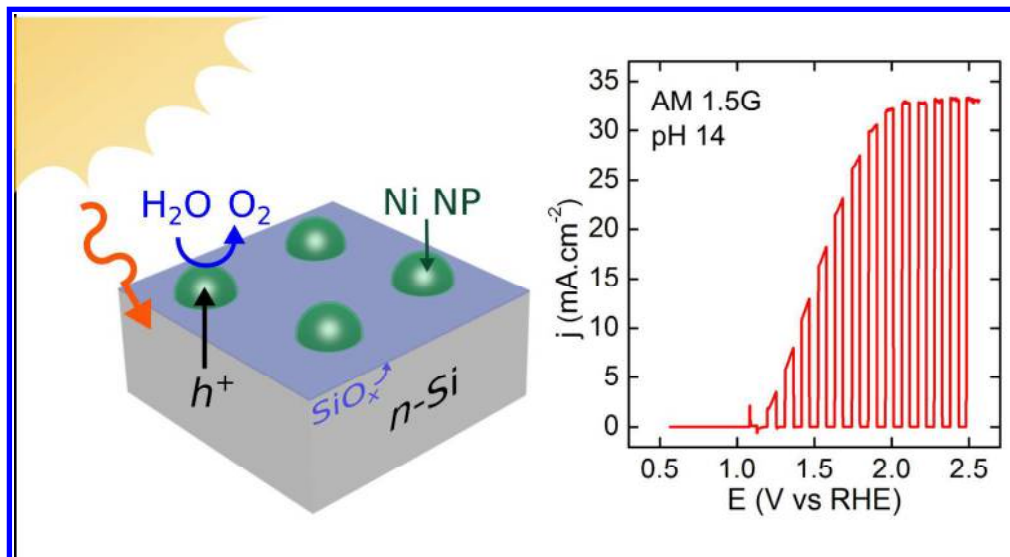 H₂O O₂
Ni NP
h⁺
SiOₓ
n-Si
AM 1.5G
pH 14
j (mA.cm⁻²)
35
30
25
20
15
10
5
0
0.5 1.0 1.5 2.0 2.5
E (V vs RHE)